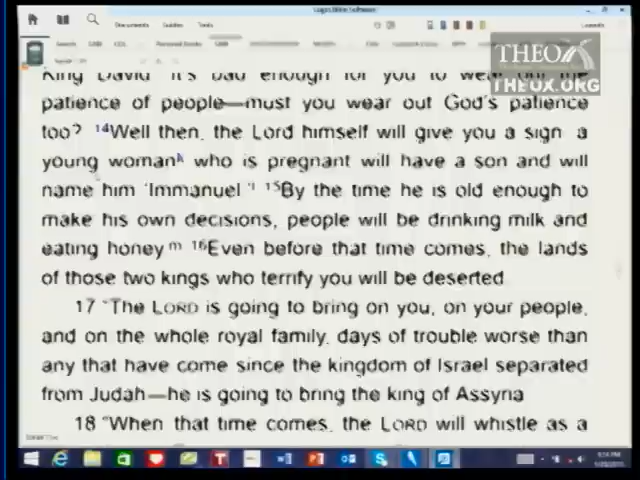 Logos Bible Software
Documents Guides Tools
THEOX
THEOX.ORG
King David it's bad enough for you to wear out the
patience of people—must you wear out God's patience
too? 14Well then, the Lord himself will give you a sign a
young womank who is pregnant will have a son and will
name him 'Immanuel ' l 15By the time he is old enough to
make his own decisions, people will be drinking milk and
eating honey m 16Even before that time comes, the lands
of those two kings who terrify you will be deserted
17 "The LORD is going to bring on you, on your people,
and on the whole royal family, days of trouble worse than
any that have come since the kingdom of Israel separated
from Judah—he is going to bring the king of Assyria
18 "When that time comes, the LORD will whistle as a